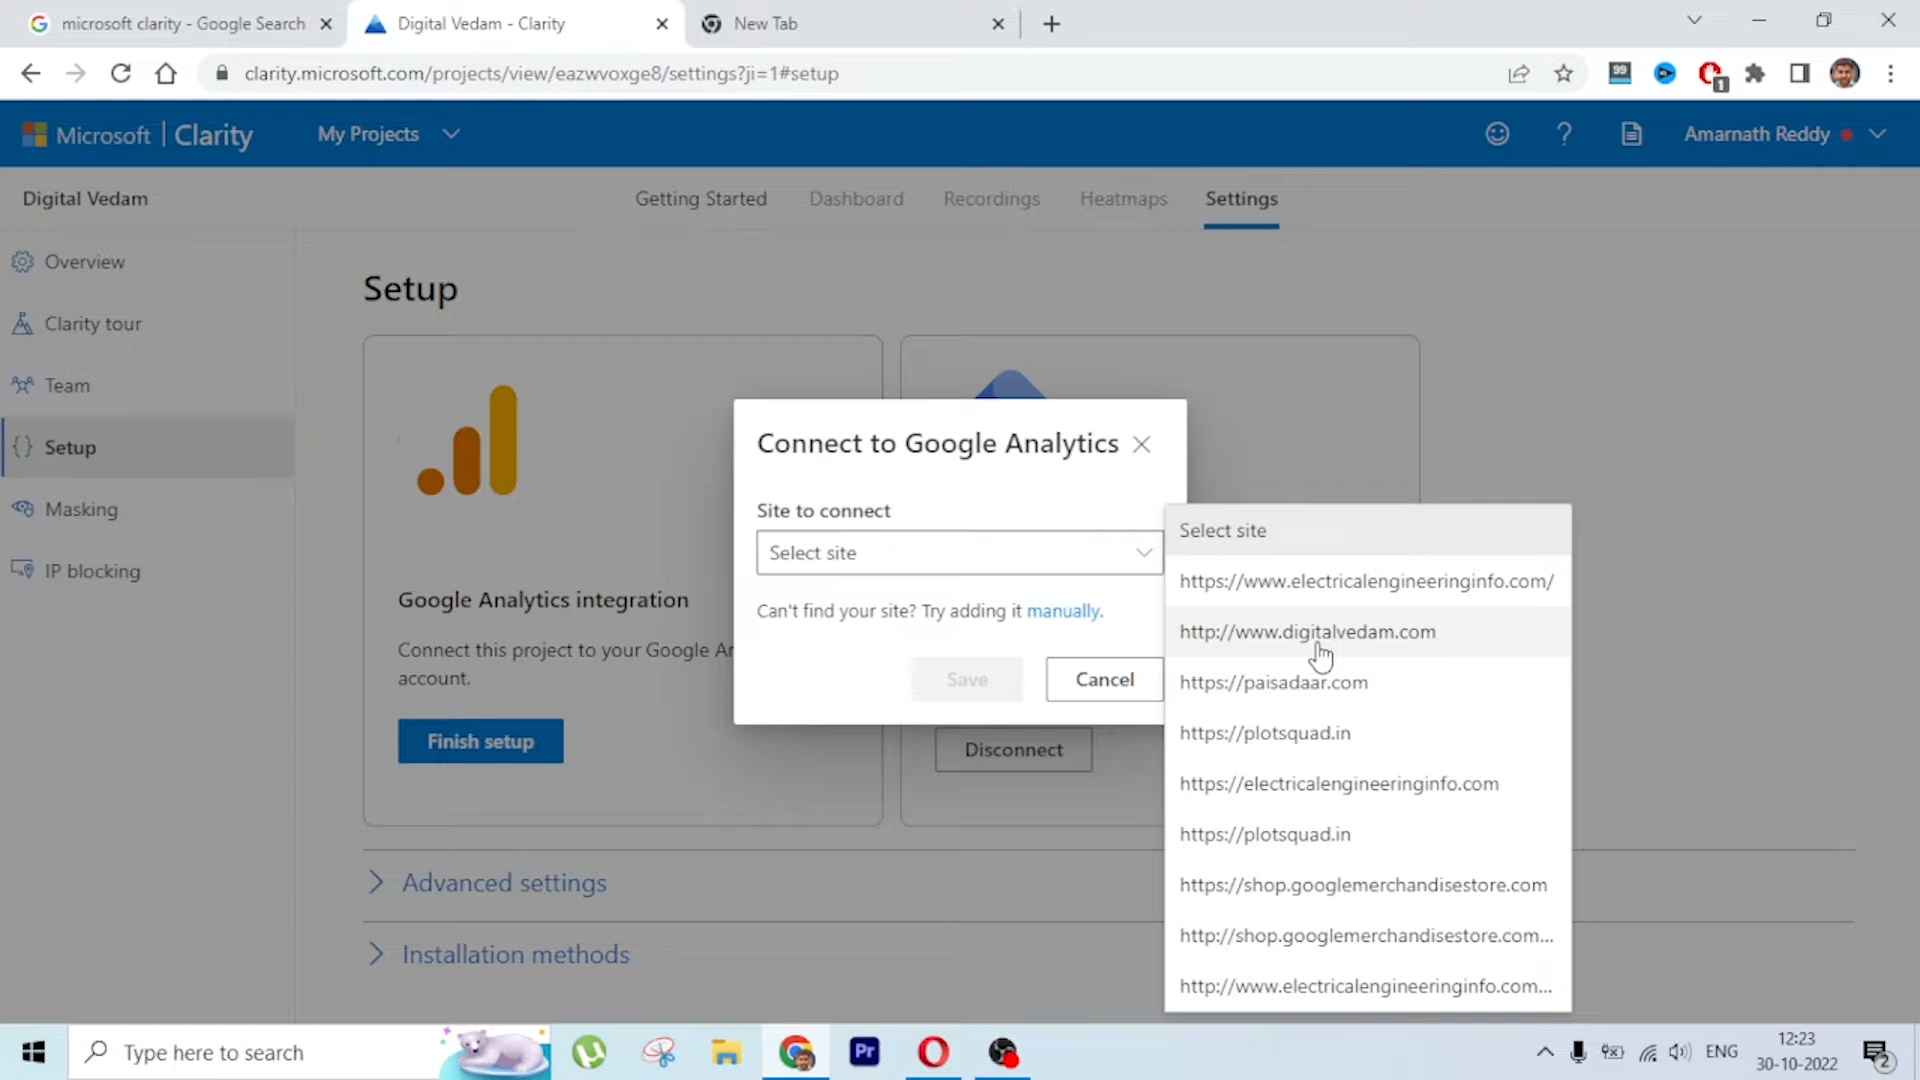 microsoft clarity - Google Search
Digital Vedam - Clarity
New Tab
clarity.microsoft.com/projects/view/eazwvoxge8/settings?ji=1#setup
99
1
Microsoft | Clarity
My Projects
Amarnath Reddy
Digital Vedam
Getting Started
Dashboard
Recordings
Heatmaps
Settings
Overview
Clarity tour
Team
Setup
Masking
IP blocking
Setup
Google Analytics integration
Connect this project to your Google An
account.
Finish setup
Disconnect
Connect to Google Analytics
Site to connect
Select site
Can't find your site? Try adding it manually.
Save
Cancel
Select site
https://www.electricalengineeringinfo.com/
http://www.digitalvedam.com
https://paisadaar.com
https://plotsquad.in
https://electricalengineeringinfo.com
https://plotsquad.in
https://shop.googlemerchandisestore.com
http://shop.googlemerchandisestore.com...
http://www.electricalengineeringinfo.com...
Advanced settings
Installation methods
Type here to search
Pr
ENG
12:23
30-10-2022
2